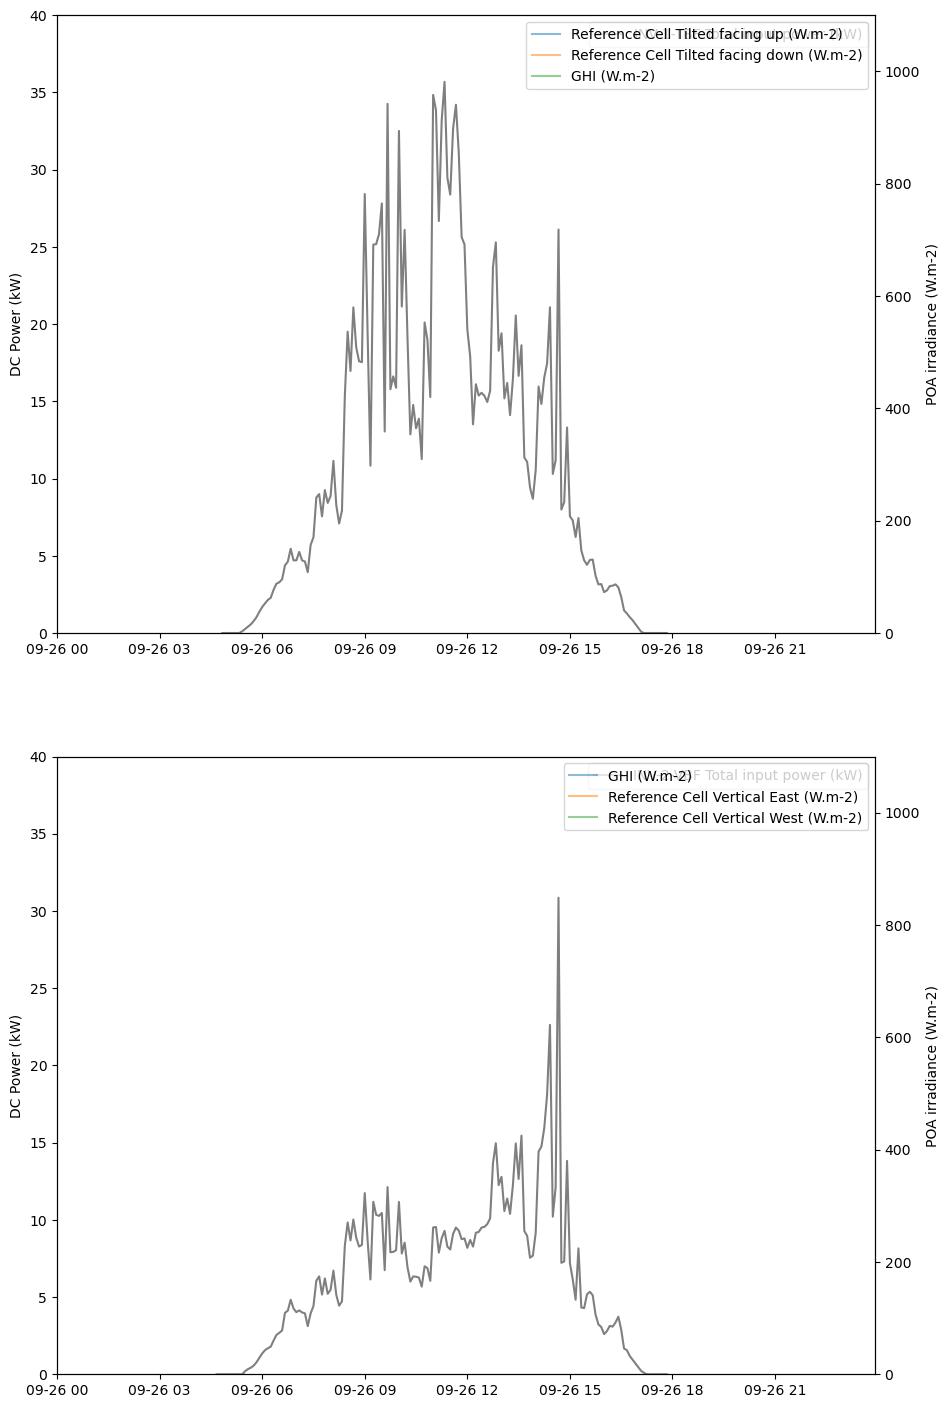 40
35
30
25
20
15
10
5
0
DC Power (kW)
Reference Cell Tilted facing up (W.m-2)
Reference Cell Tilted facing down (W.m-2)
GHI (W.m-2)
1000
800
600
400
200
0
POA irradiance (W.m-2)
09-26 00 09-26 03 09-26 06 09-26 09 09-26 12 09-26 15 09-26 18 09-26 21
40
35
30
25
20
15
10
5
0
DC Power (kW)
Total input power (kW)
GHI (W.m-2)
Reference Cell Vertical East (W.m-2)
Reference Cell Vertical West (W.m-2)
1000
800
600
400
200
0
POA irradiance (W.m-2)
09-26 00 09-26 03 09-26 06 09-26 09 09-26 12 09-26 15 09-26 18 09-26 21